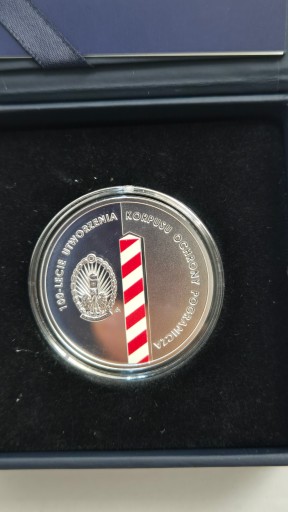 100-LECIE UTWORZENIA KORPUSU OCHRONY POGRANICZA